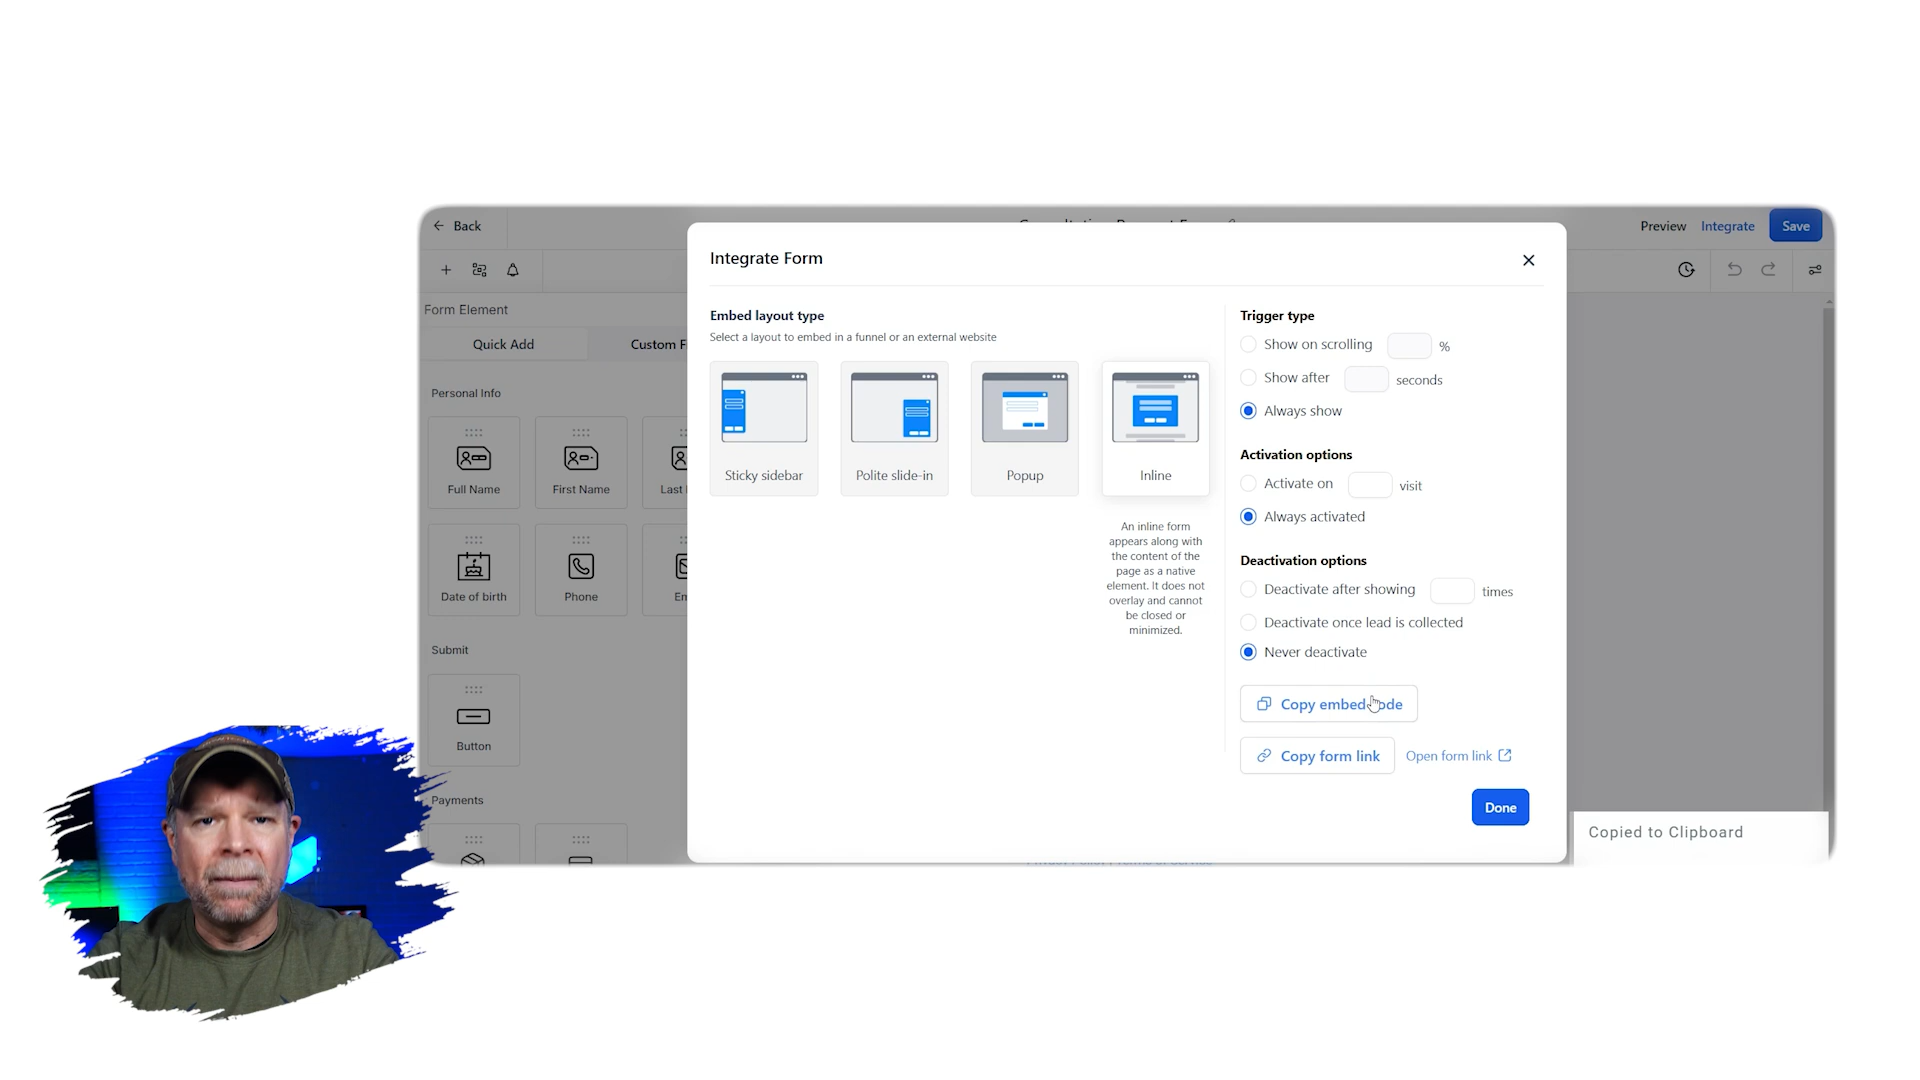 Back
Preview
Integrate
Save
Integrate Form
Form Element
Quick Add
Custom F
Personal Info
Full Name
First Name
Last
Date of birth
Phone
Em
Submit
Button
Payments
Embed layout type
Select a layout to embed in a funnel or an external website
Sticky sidebar
Polite slide-in
Popup
Inline
An inline form
appears along with
the content of the
page as a native
element. It does not
overlay and cannot
be closed or
minimized.
Trigger type
Show on scrolling %
Show after seconds
Always show
Activation options
Activate on visit
Always activated
Deactivation options
Deactivate after showing times
Deactivate once lead is collected
Never deactivate
Copy embed code
Copy form link
Open form link
Done
Copied to Clipboard